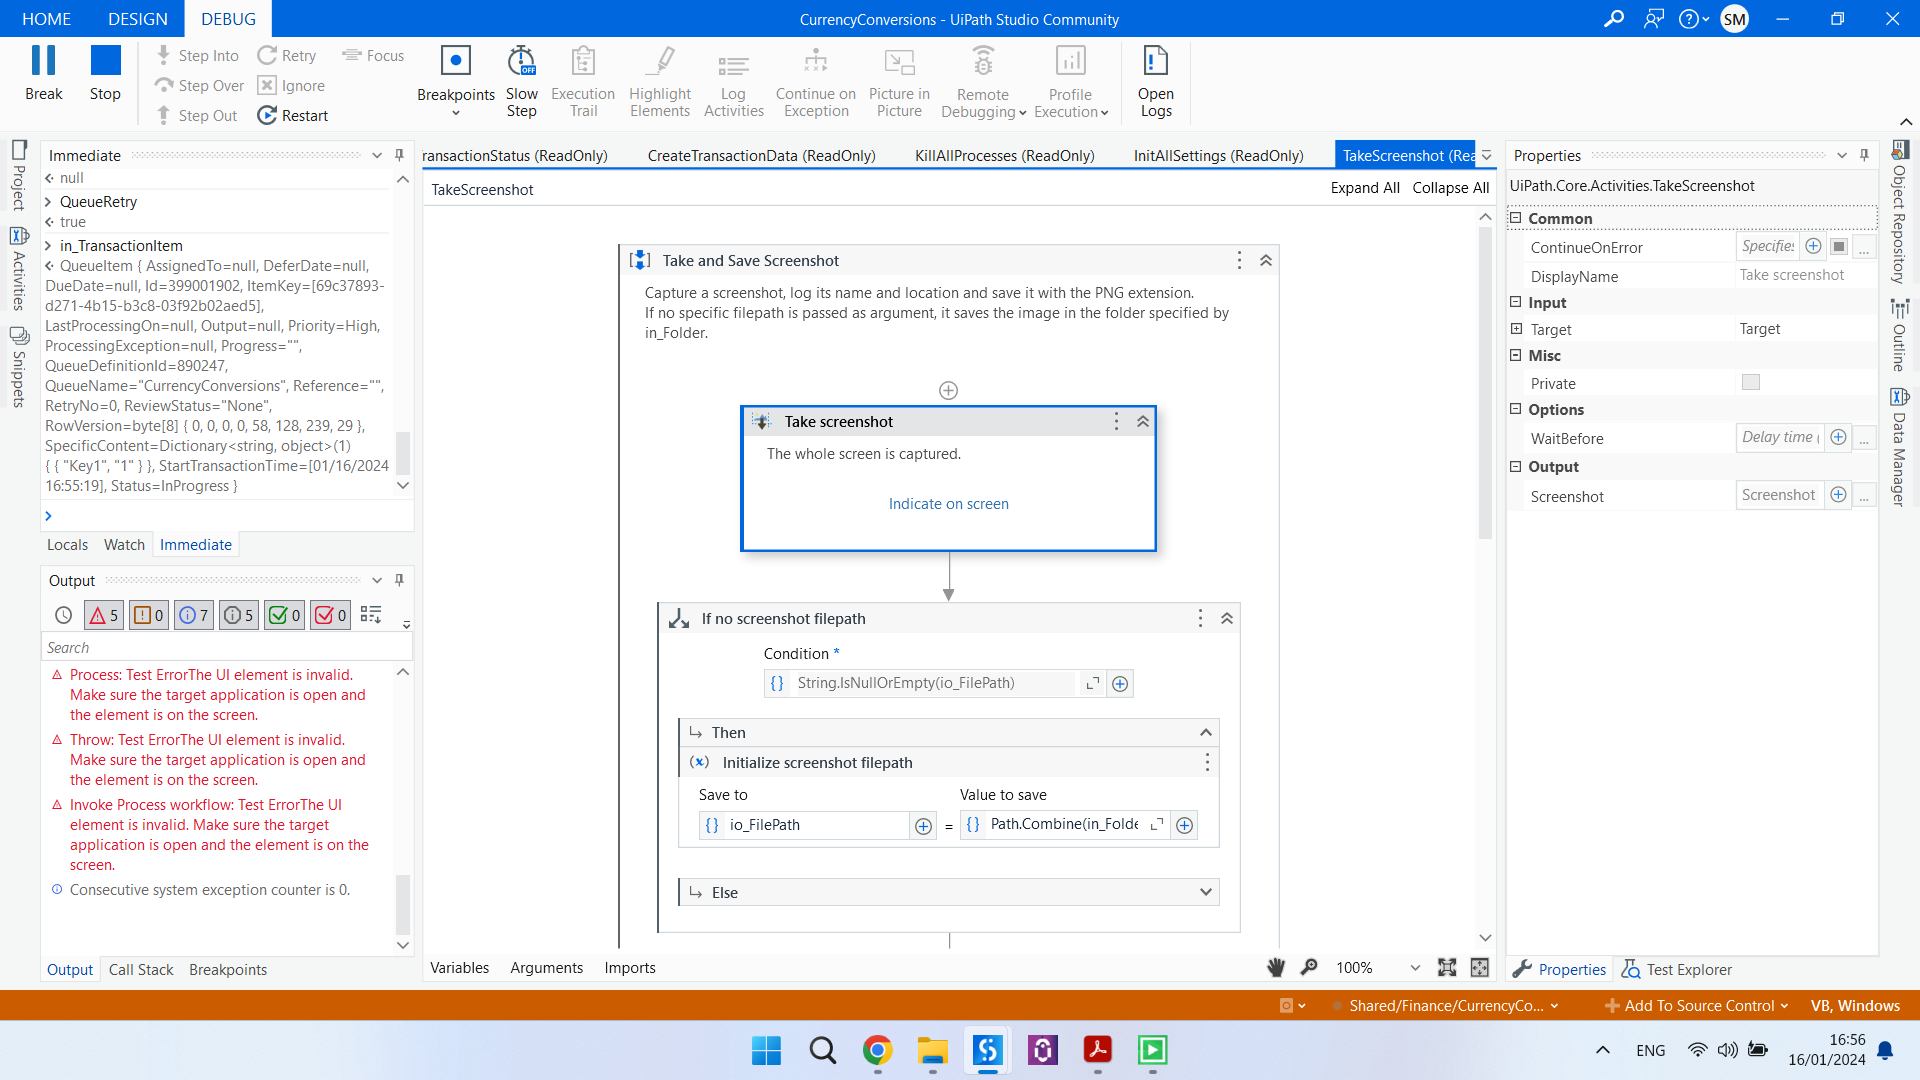 HOME DESIGN DEBUG
CurrencyConversions - UiPath Studio Community
SM
Break
Stop
Step Into
Step Over
Step Out
Retry
Ignore
Restart
Focus
Breakpoints
OFF
Slow
Step
Execution
Trail
Highlight
Elements
Log
Activities
Continue on
Exception
Picture in
Picture
Remote
Debugging
Profile
Execution
Open
Logs
Project
Activities
Snippets
Immediate
null
QueueRetry
true
in_TransactionItem
QueueItem { AssignedTo=null, DeferDate=null,
DueDate=null, Id=399001902, ItemKey=[69c37893-
d271-4b15-b3c8-03f92b02aed5],
LastProcessingOn=null, Output=null, Priority=High,
ProcessingException=null, Progress="",
QueueDefinitionId=890247,
QueueName="CurrencyConversions", Reference="",
RetryNo=0, ReviewStatus="None",
RowVersion=byte[8] { 0, 0, 0, 0, 58, 128, 239, 29 },
SpecificContent=Dictionary<string, object>(1)
{ { "Key1", "1" } }, StartTransactionTime=[01/16/2024
16:55:19], Status=InProgress }
Locals Watch Immediate
Output
5 0 7 5 0 0
Search
Process: Test ErrorThe UI element is invalid.
Make sure the target application is open and
the element is on the screen.
Throw: Test ErrorThe UI element is invalid.
Make sure the target application is open and
the element is on the screen.
Invoke Process workflow: Test ErrorThe UI
element is invalid. Make sure the target
application is open and the element is on the
screen.
Consecutive system exception counter is 0.
Output Call Stack Breakpoints
ransactionStatus (ReadOnly) CreateTransactionData (ReadOnly) KillAllProcesses (ReadOnly) InitAllSettings (ReadOnly) TakeScreenshot (Rea
TakeScreenshot
Expand All Collapse All
Take and Save Screenshot
Capture a screenshot, log its name and location and save it with the PNG extension.
If no specific filepath is passed as argument, it saves the image in the folder specified by
in_Folder.
Take screenshot
The whole screen is captured.
Indicate on screen
If no screenshot filepath
Condition *
String.IsNullOrEmpty(io_FilePath)
Then
Initialize screenshot filepath
Save to Value to save
io_FilePath = Path.Combine(in_Folde
Else
Variables Arguments Imports
100%
Properties
UiPath.Core.Activities.TakeScreenshot
Common
ContinueOnError Specifies ...
DisplayName Take screenshot
Input
Target Target
Misc
Private
Options
WaitBefore Delay time ( ...
Output
Screenshot Screenshot ...
Properties Test Explorer
Object Repository
Outline
Data Manager
Shared/Finance/CurrencyCo... Add To Source Control VB, Windows
ENG
16:56
16/01/2024